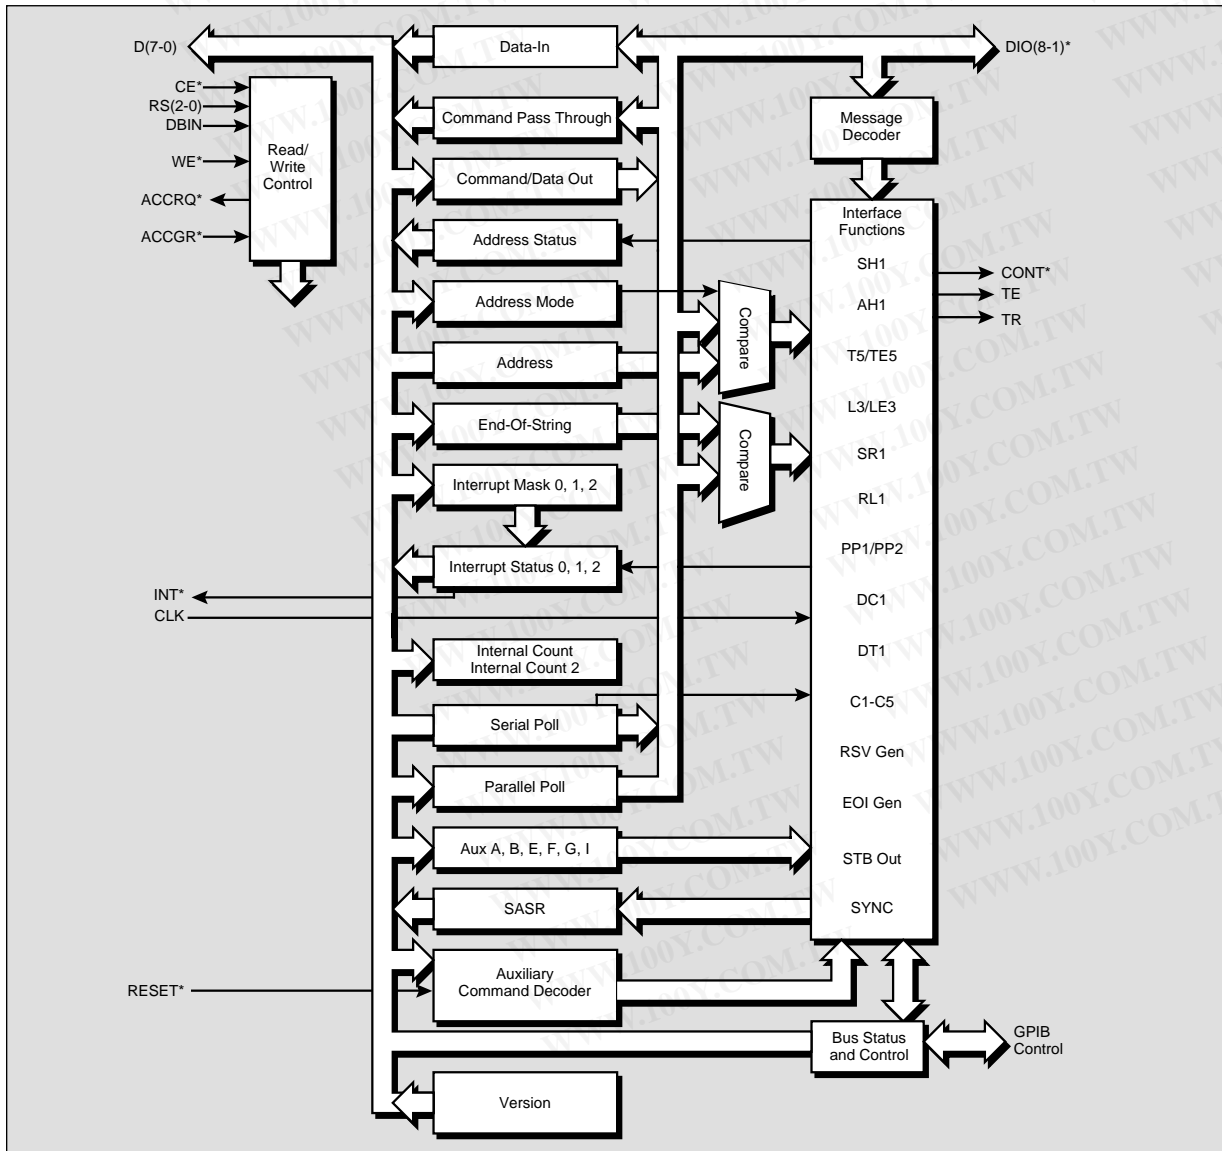 D(7-0)
Data-In
DIO(8-1)*
CE*
RS(2-0)
DBIN
WE*
ACCRQ*
ACCGR*
Read/
Write
Control
Command Pass Through
Message
Decoder
Command/Data Out
Address Status
Address Mode
Address
End-Of-String
Interrupt Mask 0, 1, 2
Interrupt Status 0, 1, 2
INT*
CLK
Internal Count
Internal Count 2
Serial Poll
Parallel Poll
Aux A, B, E, F, G, I
SASR
RESET*
Auxiliary
Command Decoder
Version
Compare
Compare
Interface
Functions
SH1
AH1
T5/TE5
L3/LE3
SR1
RL1
PP1/PP2
DC1
DT1
C1-C5
RSV Gen
EOI Gen
STB Out
SYNC
CONT*
TE
TR
Bus Status
and Control
GPIB
Control
WWW.100Y.COM.TW